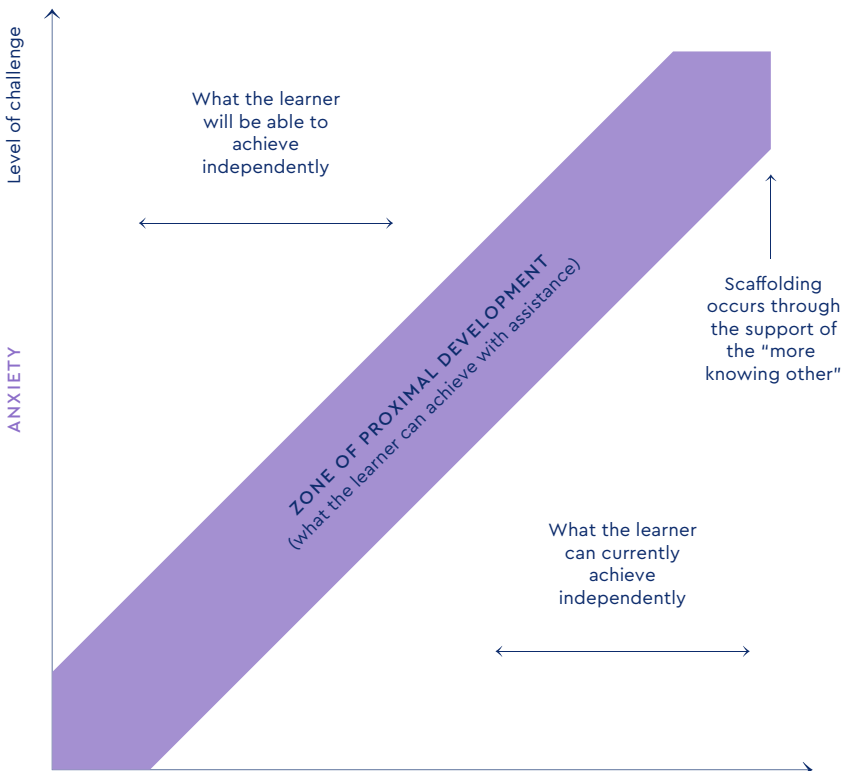 Level of challenge
What the learner
will be able to
achieve
independently
ZONE OF PROXIMAL DEVELOPMENT
(what the learner can achieve with assistance)
Scaffolding
occurs through
the support of
the “more
knowing other”
ANXIETY
What the learner
can currently
achieve
independently